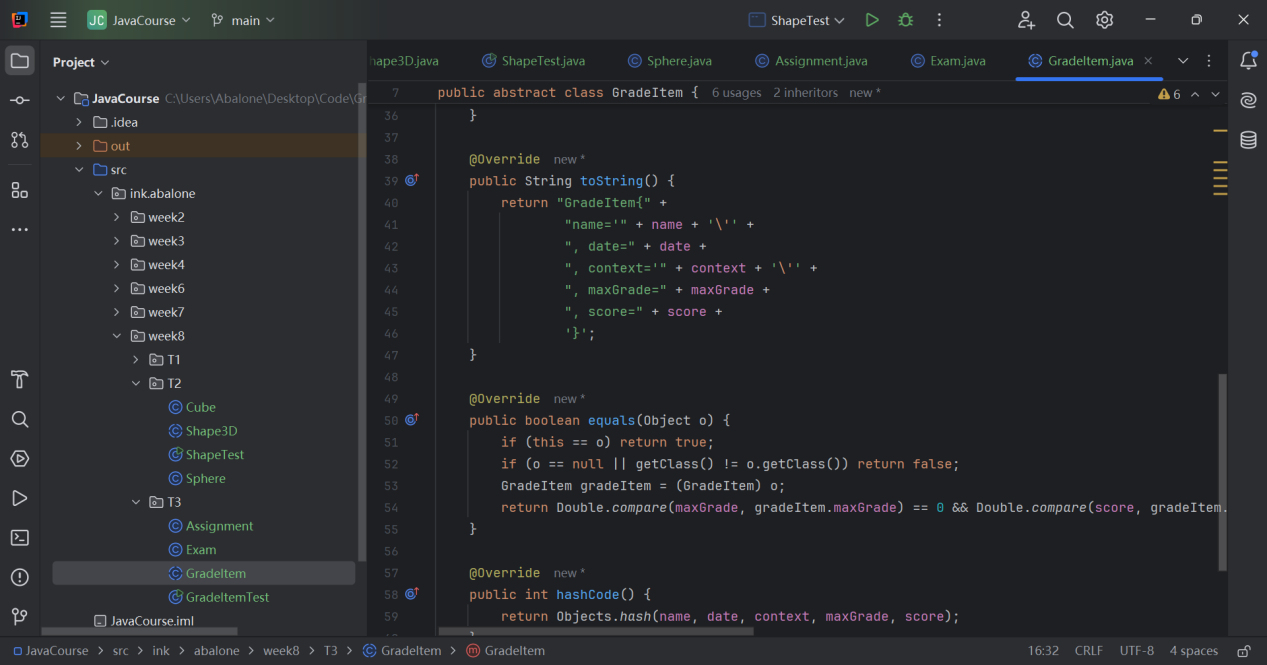 JC JavaCourse main ShapeTest
Project
hape3D.java ShapeTest.java Sphere.java Assignment.java Exam.java GradeItem.java
JavaCourse C:\Users\Abalone\Desktop\Code\Gr
.idea
out
src
ink.abalone
week2
week3
week4
week6
week7
week8
T1
T2
Cube
Shape3D
ShapeTest
Sphere
T3
Assignment
Exam
GradeItem
GradeItemTest
JavaCourse.iml
7 public abstract class GradeItem { 6 usages 2 inheritors new * 6
36 }
37
38 @Override new *
39 public String toString() {
40 return "GradeItem{" +
41 "name='" + name + '\'' +
42 ", date=" + date +
43 ", context='" + context + '\'' +
44 ", maxGrade=" + maxGrade +
45 ", score=" + score +
46 '}';
47 }
48
49 @Override new *
50 public boolean equals(Object o) {
51 if (this == o) return true;
52 if (o == null || getClass() != o.getClass()) return false;
53 GradeItem gradeItem = (GradeItem) o;
54 return Double.compare(maxGrade, gradeItem.maxGrade) == 0 && Double.compare(score, gradeItem.
55 }
56
57 @Override new *
58 public int hashCode() {
59 return Objects.hash(name, date, context, maxGrade, score);
JavaCourse > src > ink > abalone > week8 > T3 > GradeItem > GradeItem 16:32 CRLF UTF-8 4 spaces